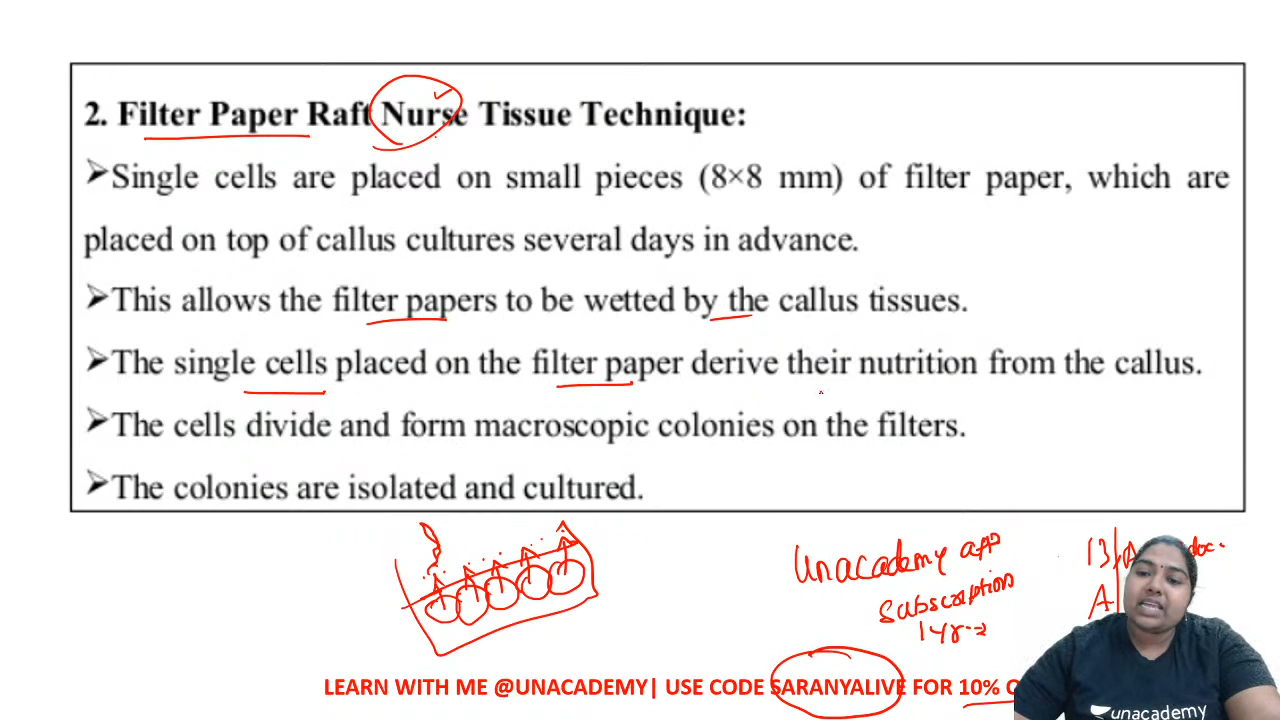 2. Filter Paper Raft Nurse Tissue Technique:
➢Single cells are placed on small pieces (8×8 mm) of filter paper, which are
placed on top of callus cultures several days in advance.
➢This allows the filter papers to be wetted by the callus tissues.
➢The single cells placed on the filter paper derive their nutrition from the callus.
➢The cells divide and form macroscopic colonies on the filters.
➢The colonies are isolated and cultured.
Unacademy app
Subscription
1 yr →
13 A doc.
A
LEARN WITH ME @UNACADEMY| USE CODE SARANYALIVE FOR 10% O
unacademy